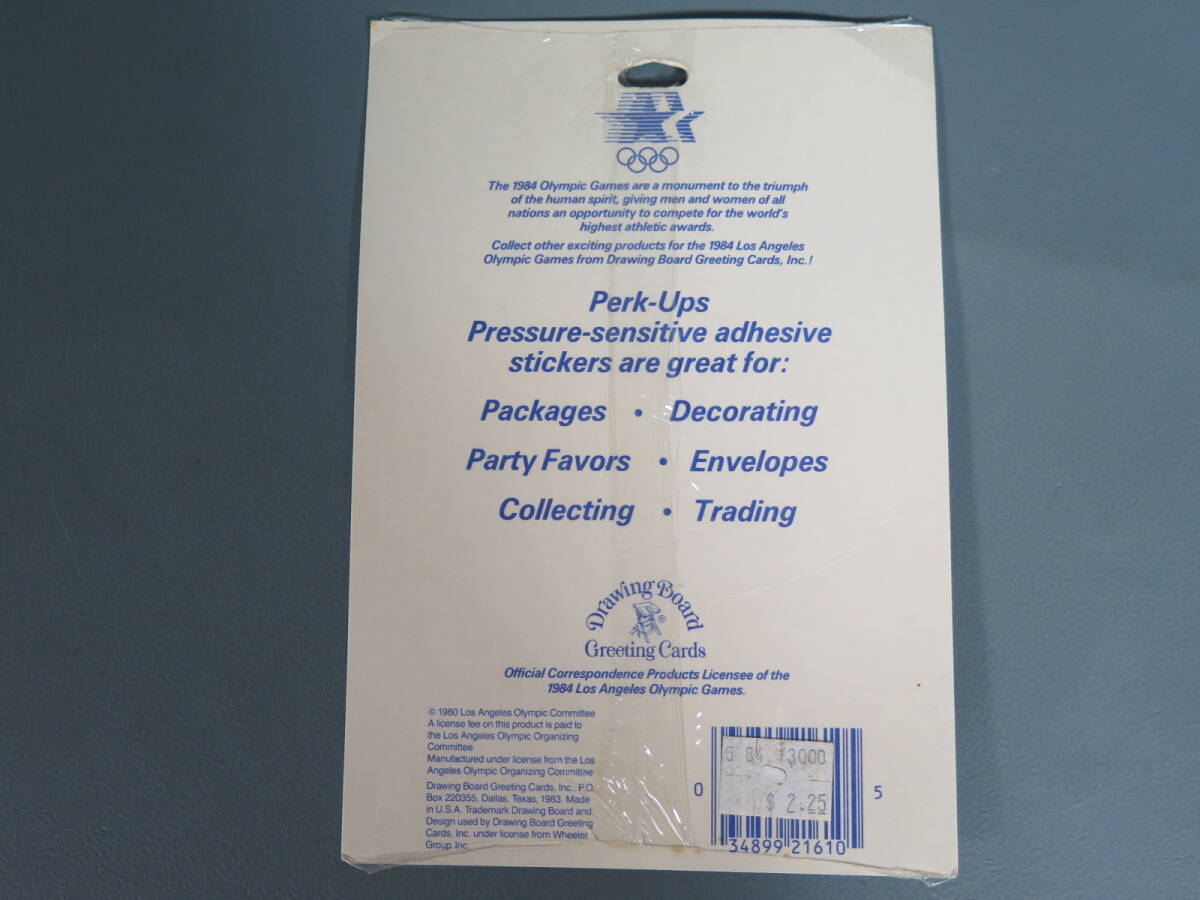 The 1984 Olympic Games are a monument to the triumph
of the human spirit, giving men and women of all
nations an opportunity to compete for the world's
highest athletic awards.
Collect other exciting products for the 1984 Los Angeles
Olympic Games from Drawing Board Greeting Cards, Inc.!
Perk-Ups
Pressure-sensitive adhesive
stickers are great for:
Packages • Decorating
Party Favors • Envelopes
Collecting • Trading
Drawing Board
®
Greeting Cards
Official Correspondence Products Licensee of the
1984 Los Angeles Olympic Games.
© 1980 Los Angeles Olympic Committee
A license fee on this product is paid to
the Los Angeles Olympic Organizing
Committee
Manufactured under license from the Los
Angeles Olympic Organizing Committee
Drawing Board Greeting Cards, Inc., P.O.
Box 220355, Dallas, Texas, 1983. Made
in U.S.A. Trademark Drawing Board and
Design used by Drawing Board Greeting
Cards, Inc. under license from Wheeler
Group Inc.
6 84 13000
$ 2.25
0 34899 21610 5